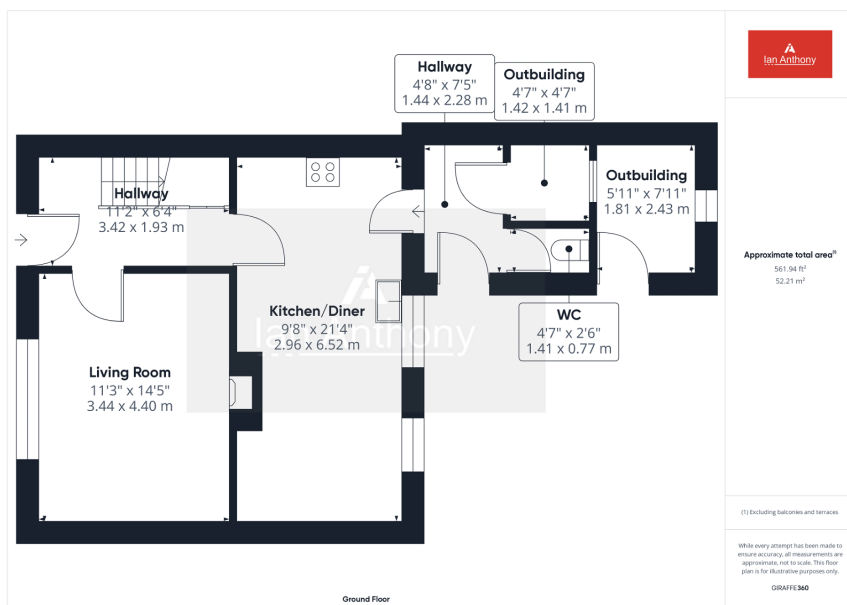 Hallway
4'8" x 7'5"
1.44 x 2.28 m
Outbuilding
4'7" x 4'7"
1.42 x 1.41 m
Hallway
11'2" x 6'4"
3.42 x 1.93 m
Outbuilding
5'11" x 7'11"
1.81 x 2.43 m
Kitchen/Diner
9'8" x 21'4"
2.96 x 6.52 m
Ian Anthony
WC
4'7" x 2'6"
1.41 x 0.77 m
Living Room
11'3" x 14'5"
3.44 x 4.40 m
Ground Floor
Ian Anthony
Approximate total area⁽¹⁾
561.94 ft²
52.21 m²
(1) Excluding balconies and terraces
While every attempt has been made to
ensure accuracy, all measurements are
approximate, not to scale. This floor
plan is for illustrative purposes only.
GIRAFFE360